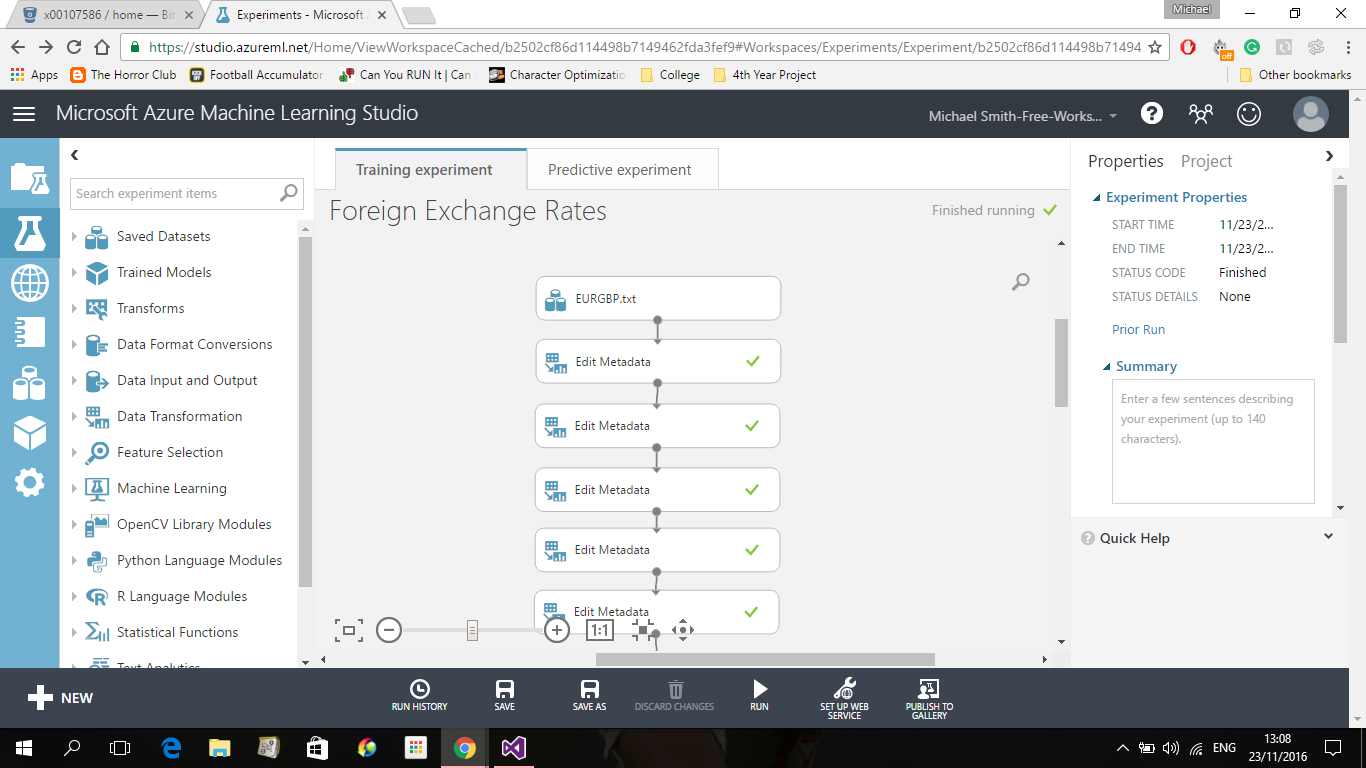 x00107586 / home — Bit
Experiments - Microsoft A
Michael
https://studio.azureml.net/Home/ViewWorkspaceCached/b2502cf86d114498b7149462fda3fef9#Workspaces/Experiments/Experiment/b2502cf86d114498b71494
off
Apps
The Horror Club
Football Accumulator
Can You RUN It | Can
Character Optimizatio
College
4th Year Project
Other bookmarks
Microsoft Azure Machine Learning Studio
Michael Smith-Free-Works...
Search experiment items
Saved Datasets
Trained Models
Transforms
Data Format Conversions
Data Input and Output
Data Transformation
Feature Selection
Machine Learning
OpenCV Library Modules
Python Language Modules
R Language Modules
Statistical Functions
Text Analytics
Training experiment
Predictive experiment
Foreign Exchange Rates
Finished running
EURGBP.txt
Edit Metadata
Edit Metadata
Edit Metadata
Edit Metadata
Edit Metadata
1:1
Properties
Project
Experiment Properties
START TIME 11/23/2...
END TIME 11/23/2...
STATUS CODE Finished
STATUS DETAILS None
Prior Run
Summary
Enter a few sentences describing
your experiment (up to 140
characters).
Quick Help
NEW
RUN HISTORY
SAVE
SAVE AS
DISCARD CHANGES
RUN
SET UP WEB
SERVICE
PUBLISH TO
GALLERY
ENG
13:08
23/11/2016